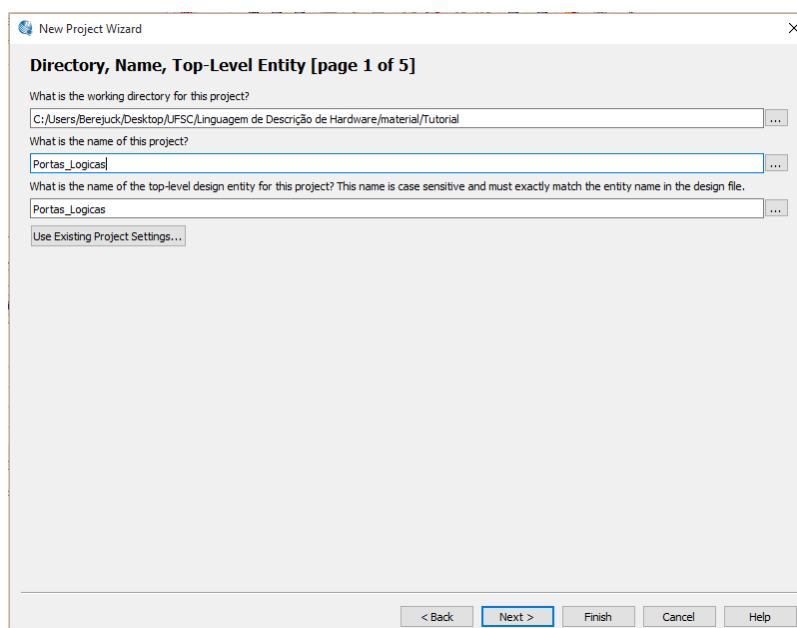 New Project Wizard
Directory, Name, Top-Level Entity [page 1 of 5]
What is the working directory for this project?
C:/Users/Berejuck/Desktop/UFSC/Linguagem de Descrição de Hardware/material/Tutorial
...
What is the name of this project?
Portas_Logicas
...
What is the name of the top-level design entity for this project? This name is case sensitive and must exactly match the entity name in the design file.
Portas_Logicas
...
Use Existing Project Settings...
< Back Next > Finish Cancel Help